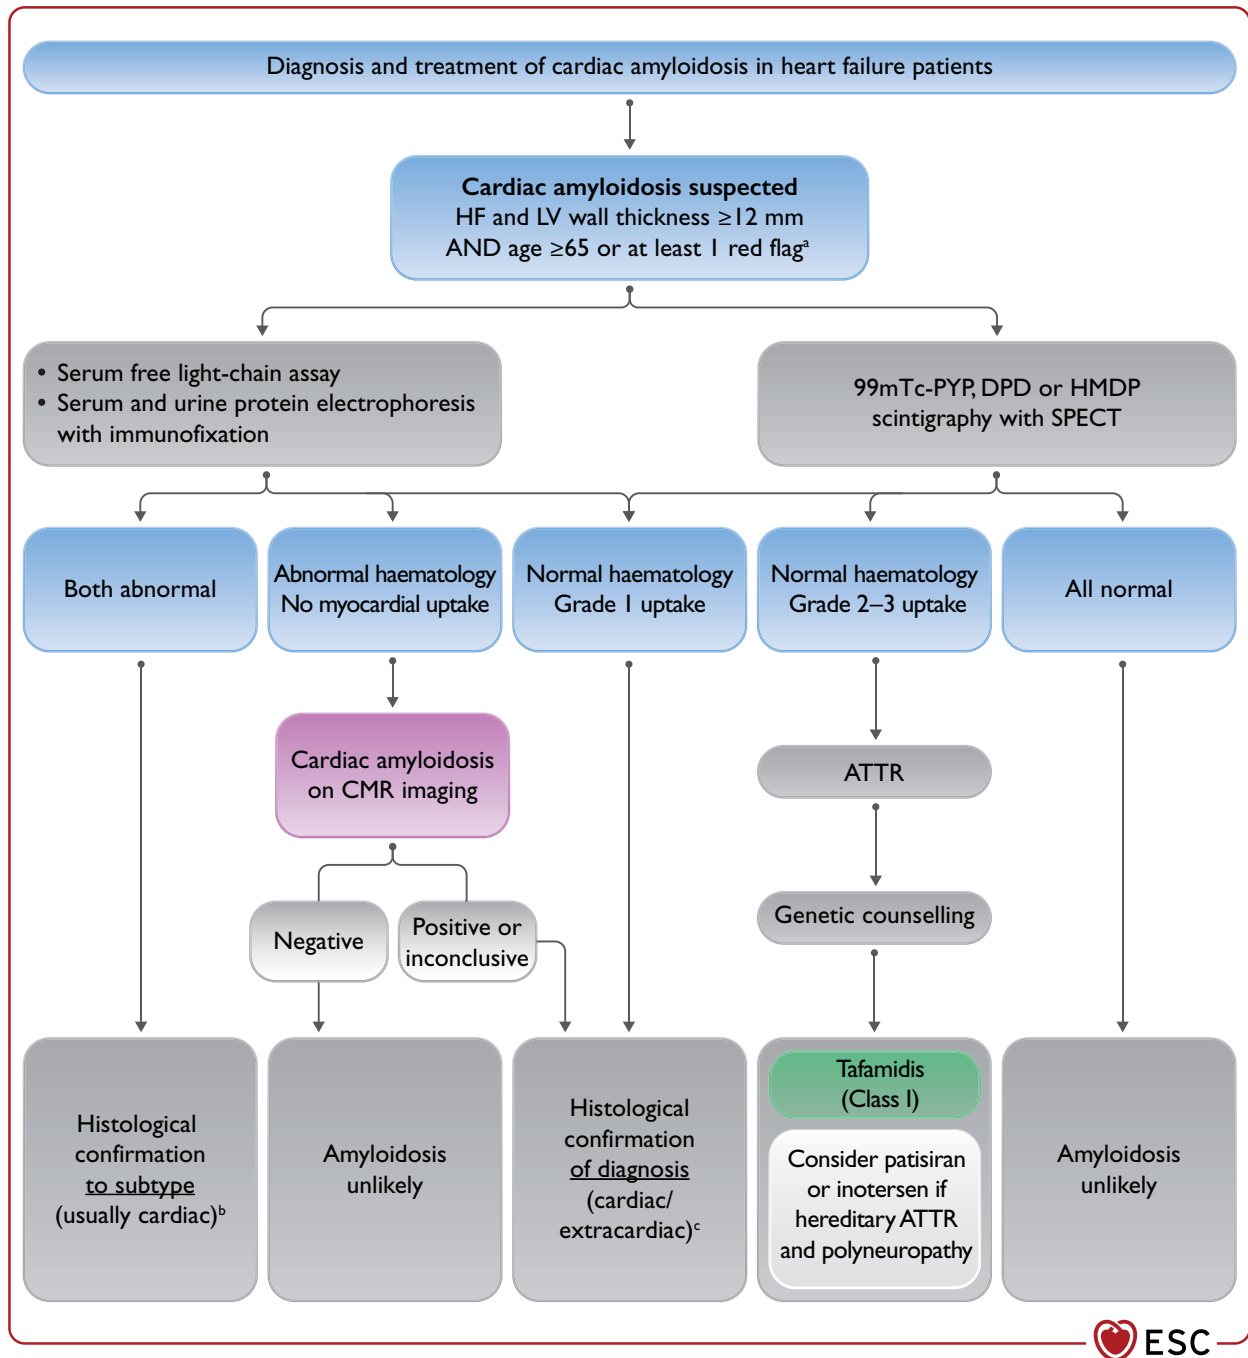 Diagnosis and treatment of cardiac amyloidosis in heart failure patients
Cardiac amyloidosis suspected
HF and LV wall thickness ≥12 mm
AND age ≥65 or at least 1 red flagᵃ
• Serum free light-chain assay
• Serum and urine protein electrophoresis
with immunofixation
99mTc-PYP, DPD or HMDP
scintigraphy with SPECT
Both abnormal
Abnormal haematology
No myocardial uptake
Normal haematology
Grade 1 uptake
Normal haematology
Grade 2–3 uptake
All normal
Cardiac amyloidosis
on CMR imaging
ATTR
Negative
Positive or
inconclusive
Genetic counselling
Histological
confirmation
to subtype
(usually cardiac)ᵇ
Amyloidosis
unlikely
Histological
confirmation
of diagnosis
(cardiac/
extracardiac)ᶜ
Tafamidis
(Class I)
Consider patisiran
or inotersen if
hereditary ATTR
and polyneuropathy
Amyloidosis
unlikely
ESC